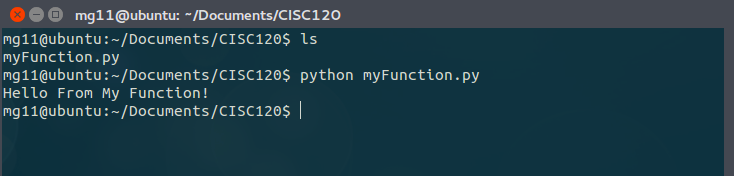 mg11@ubuntu: ~/Documents/CISC120
mg11@ubuntu:~/Documents/CISC120$ ls
myFunction.py
mg11@ubuntu:~/Documents/CISC120$ python myFunction.py
Hello From My Function!
mg11@ubuntu:~/Documents/CISC120$